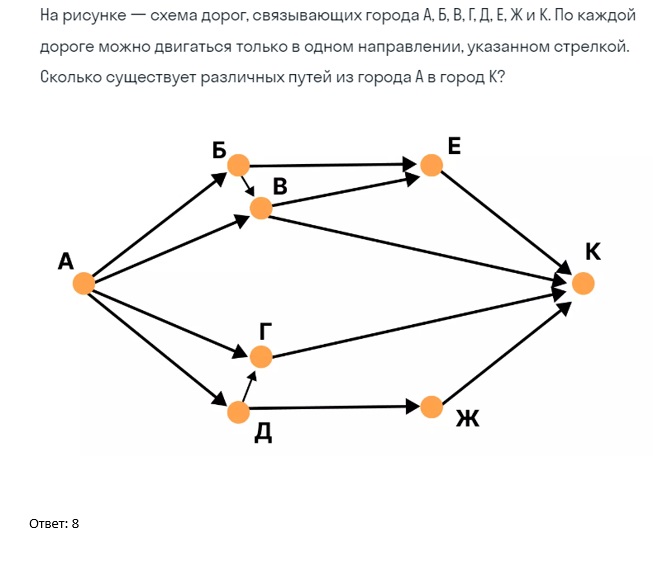 На рисунке — схема дорог, связывающих города А, Б, В, Г, Д, Е, Ж и К. По каждой
дороге можно двигаться только в одном направлении, указанном стрелкой.
Сколько существует различных путей из города А в город К?
Б
Е
В
А
К
Г
Д
Ж
Ответ: 8